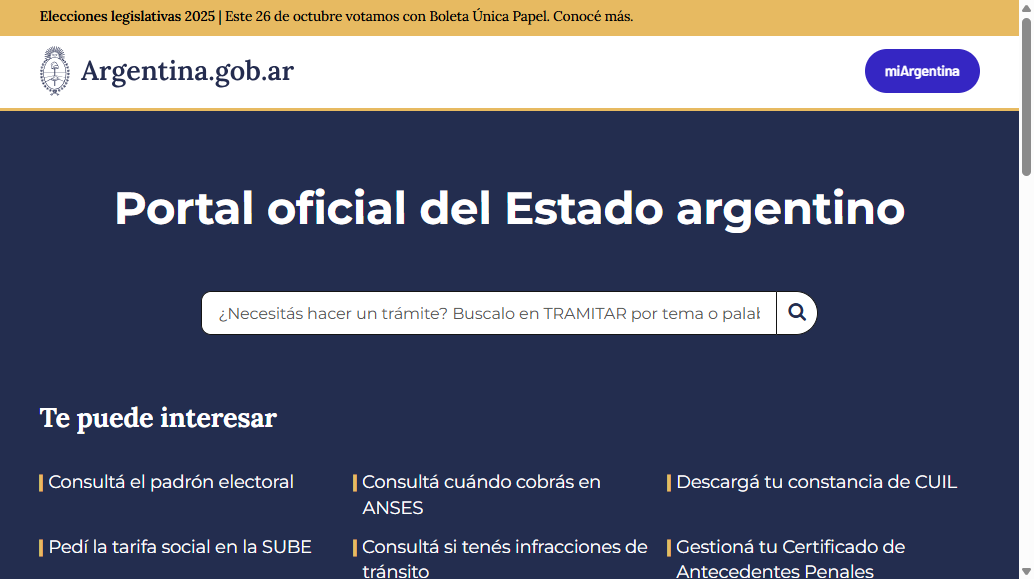 Elecciones legislativas 2025 | Este 26 de octubre votamos con Boleta Única Papel. Conocé más.
Argentina.gob.ar
miArgentina
Portal oficial del Estado argentino
¿Necesitás hacer un trámite? Buscalo en TRAMITAR por tema o palab
Te puede interesar
Consultá el padrón electoral
Consultá cuándo cobrás en
ANSES
Descargá tu constancia de CUIL
Pedí la tarifa social en la SUBE
Consultá si tenés infracciones de
tránsito
Gestioná tu Certificado de
Antecedentes Penales